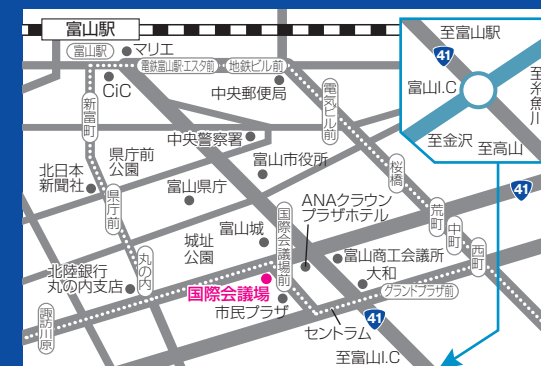 富山駅
富山駅
マリエ
電鉄富山駅・エスタ前
地鉄ビル前
CiC
中央郵便局
新富町
電気ビル前
中央警察署
県庁前
公園
北日本
新聞社
富山市役所
桜橋
富山県庁
県庁前
ANAクラウン
プラザホテル
荒町
41
中町
西町
富山城
城址
公園
国際会議場前
丸の内
富山商工会議所
大和
北陸銀行
丸の内支店
国際会議場
市民プラザ
グランドプラザ前
諏訪川原
セントラム
41
至富山I.C
至富山駅
41
富山I.C
至糸魚川
至金沢
至高山